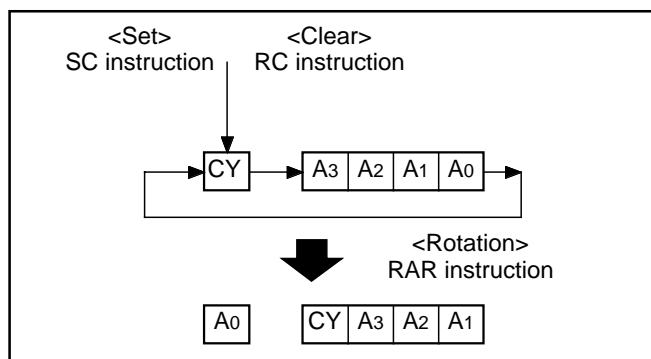 <Set>
SC instruction
<Clear>
RC instruction
CY A3 A2 A1 A0
<Rotation>
RAR instruction
A0 CY A3 A2 A1